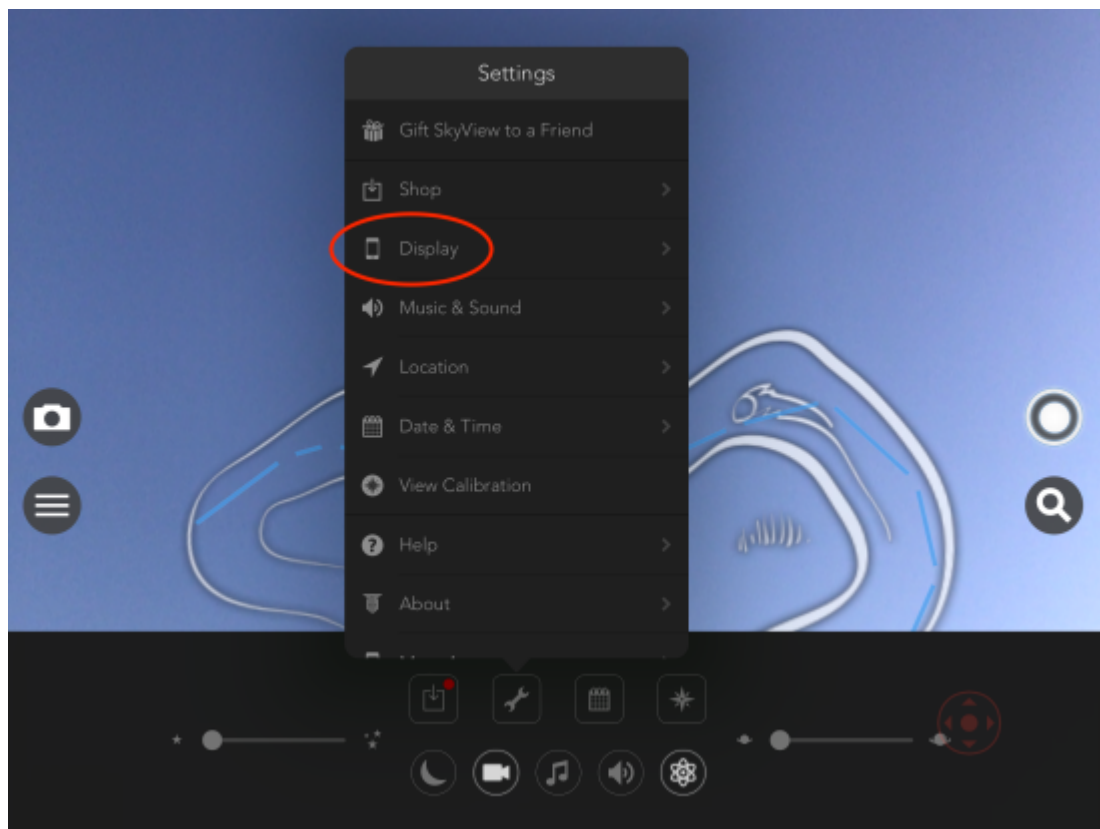 Settings
Gift SkyView to a Friend
Shop
Display
Music & Sound
Location
Date & Time
View Calibration
Help
About